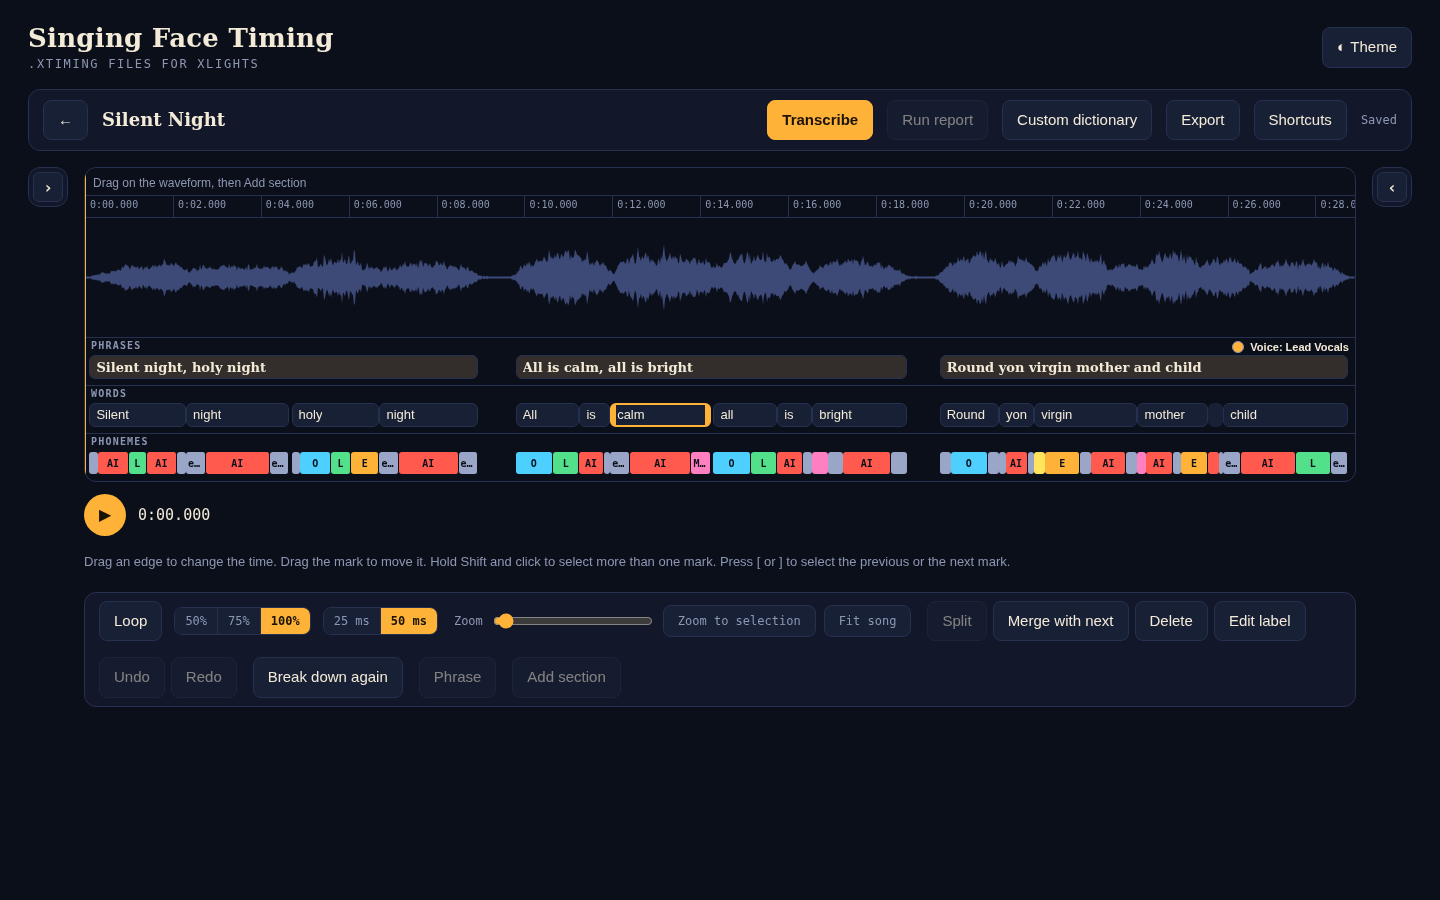 Singing Face Timing
.XTIMING FILES FOR XLIGHTS
Theme
← Silent Night Transcribe Run report Custom dictionary Export Shortcuts Saved
Drag on the waveform, then Add section
0:00.000 0:02.000 0:04.000 0:06.000 0:08.000 0:10.000 0:12.000 0:14.000 0:16.000 0:18.000 0:20.000 0:22.000 0:24.000 0:26.000 0:28.0
PHRASES
Voice: Lead Vocals
Silent night, holy night All is calm, all is bright Round yon virgin mother and child
WORDS
Silent night holy night All is calm all is bright Round yon virgin mother child
PHONEMES
AI L AI e… AI e… O L E e… AI e… O L AI e… AI M… O L AI AI O AI E AI AI E e… AI L e…
0:00.000
Drag an edge to change the time. Drag the mark to move it. Hold Shift and click to select more than one mark. Press [ or ] to select the previous or the next mark.
Loop 50% 75% 100% 25 ms 50 ms Zoom Zoom to selection Fit song Split Merge with next Delete Edit label
Undo Redo Break down again Phrase Add section